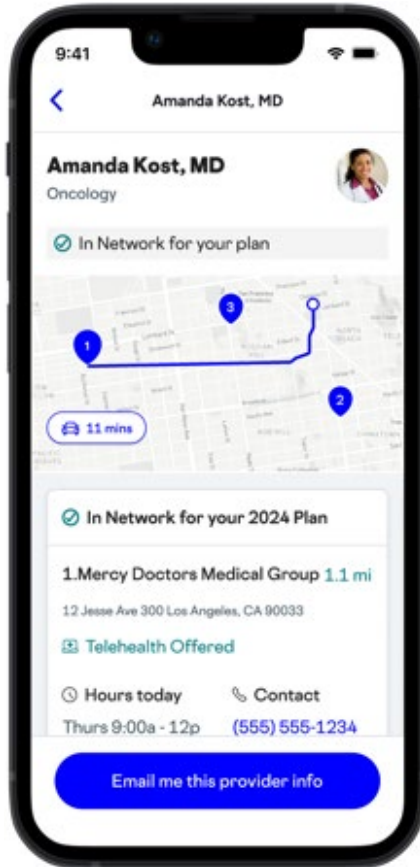 9:41
Amanda Kost, MD
Amanda Kost, MD
Oncology
In Network for your plan
3
1
2
11 mins
In Network for your 2024 Plan
1.Mercy Doctors Medical Group 1.1 mi
12 Jesse Ave 300 Los Angeles, CA 90033
Telehealth Offered
Hours today Contact
Thurs 9:00a - 12p (555) 555-1234
Email me this provider info